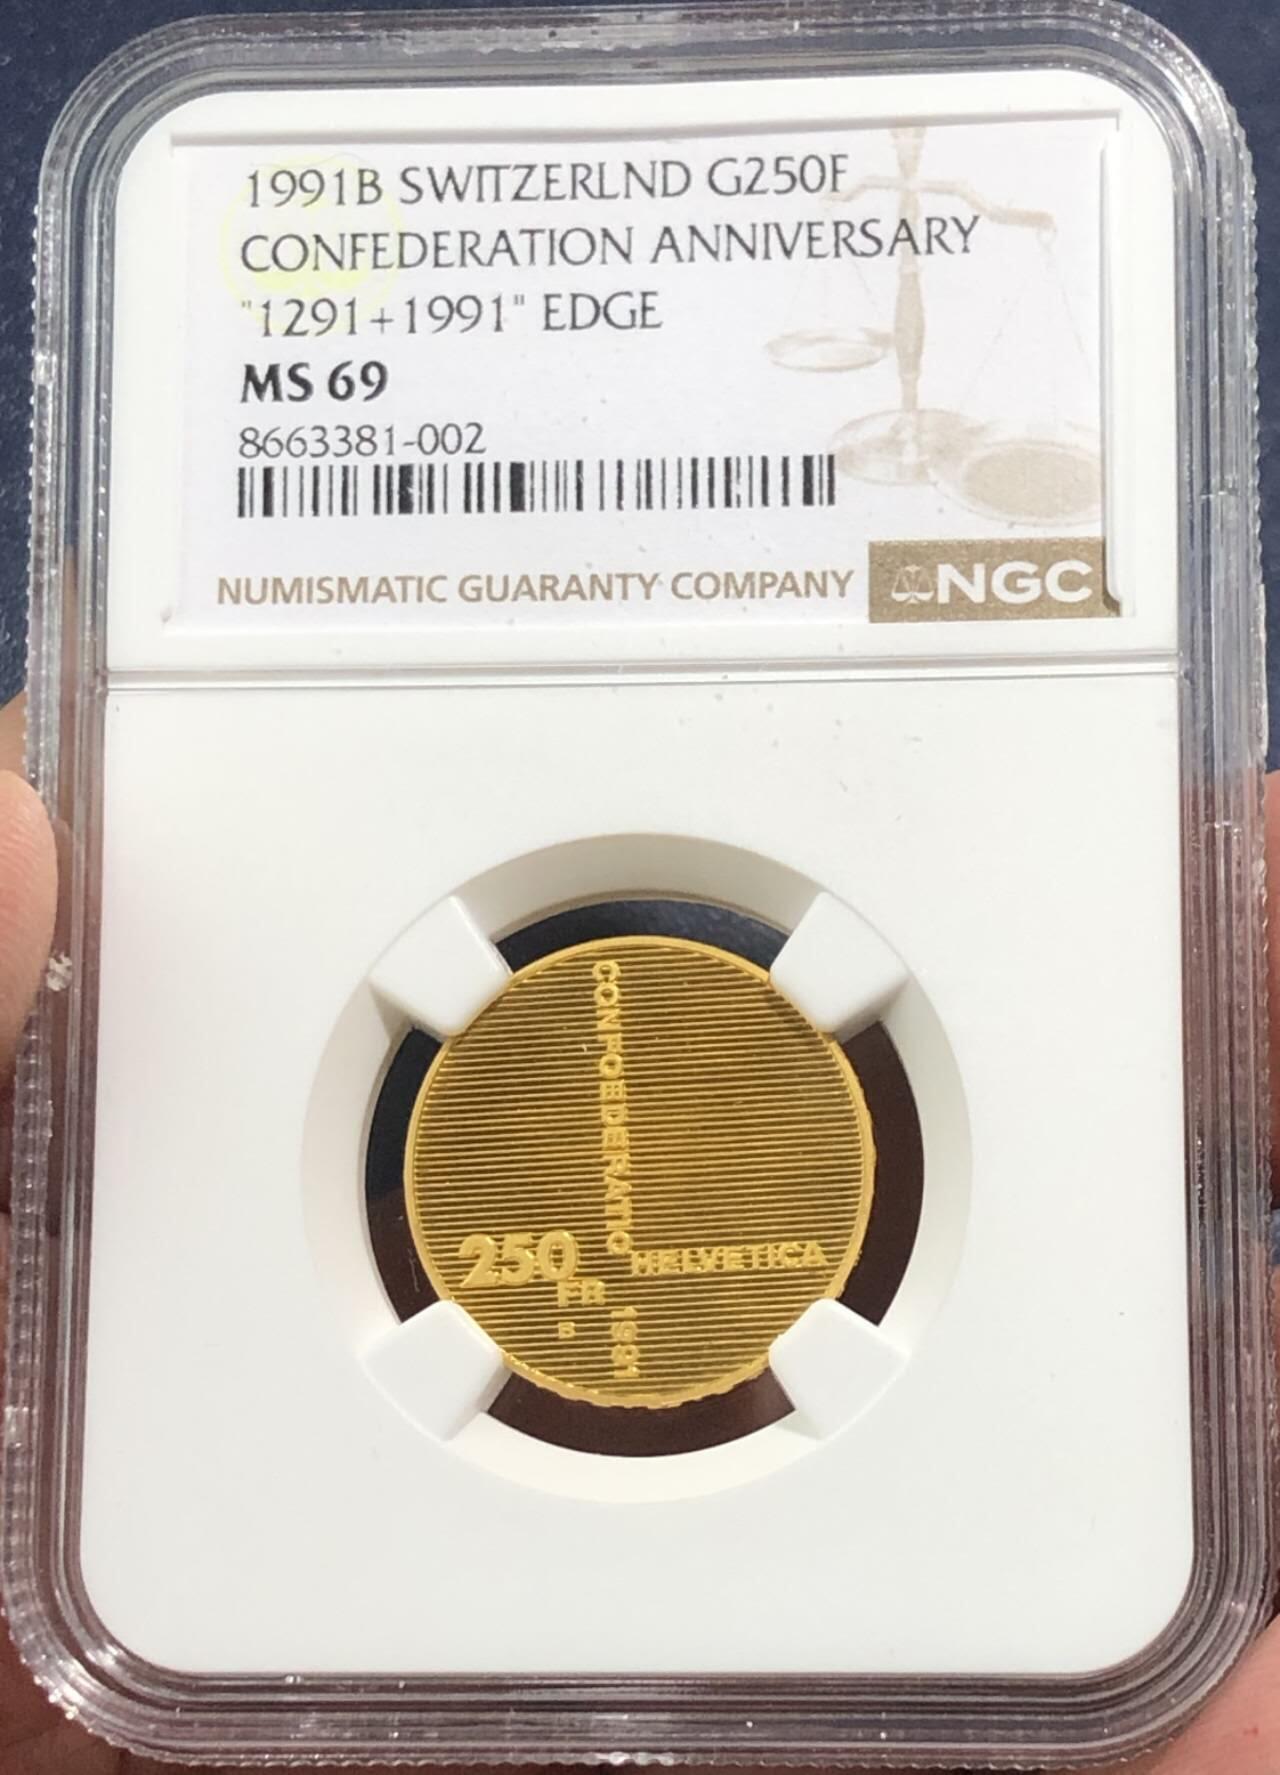 1991B SWITZERLND G250F
CONFEDERATION ANNIVERSARY
"1291+1991" EDGE
MS 69
8663381-002
NUMISMATIC GUARANTY COMPANY NGC
CONFOEDERATIO
250 HELVETICA
FR
B 1991